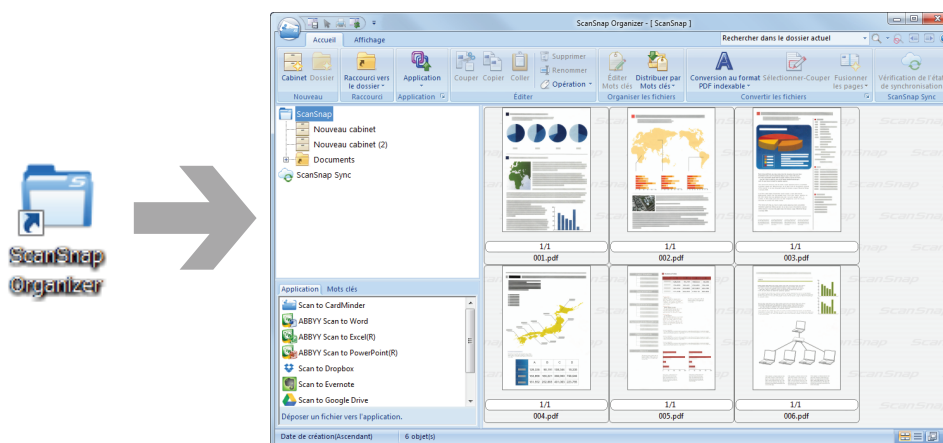 ScanSnap
Organizer
ScanSnap Organizer - [ ScanSnap ]
Accueil Affichage
Rechercher dans le dossier actuel
Cabinet Dossier
Nouveau
Raccourci vers
le dossier
Raccourci
Application
Application
Couper Copier Coller
Supprimer
Renommer
Opération
Éditer
Éditer
Mots clés
Distribuer par
Mots clés
Organiser les fichiers
Conversion au format
PDF indexable
Sélectionner-Couper
Fusionner
les pages
Convertir les fichiers
Vérification de l'état
de synchronisation
ScanSnap Sync
ScanSnap
Nouveau cabinet
Nouveau cabinet (2)
Documents
ScanSnap Sync
1/1 1/1 1/1
001.pdf 002.pdf 003.pdf
1/1 1/1 1/1
004.pdf 005.pdf 006.pdf
Application Mots clés
Scan to CardMinder
ABBYY Scan to Word
ABBYY Scan to Excel(R)
ABBYY Scan to PowerPoint(R)
Scan to Dropbox
Scan to Evernote
Scan to Google Drive
Déposer un fichier vers l'application.
Date de création(Ascendant) 6 objet(s)